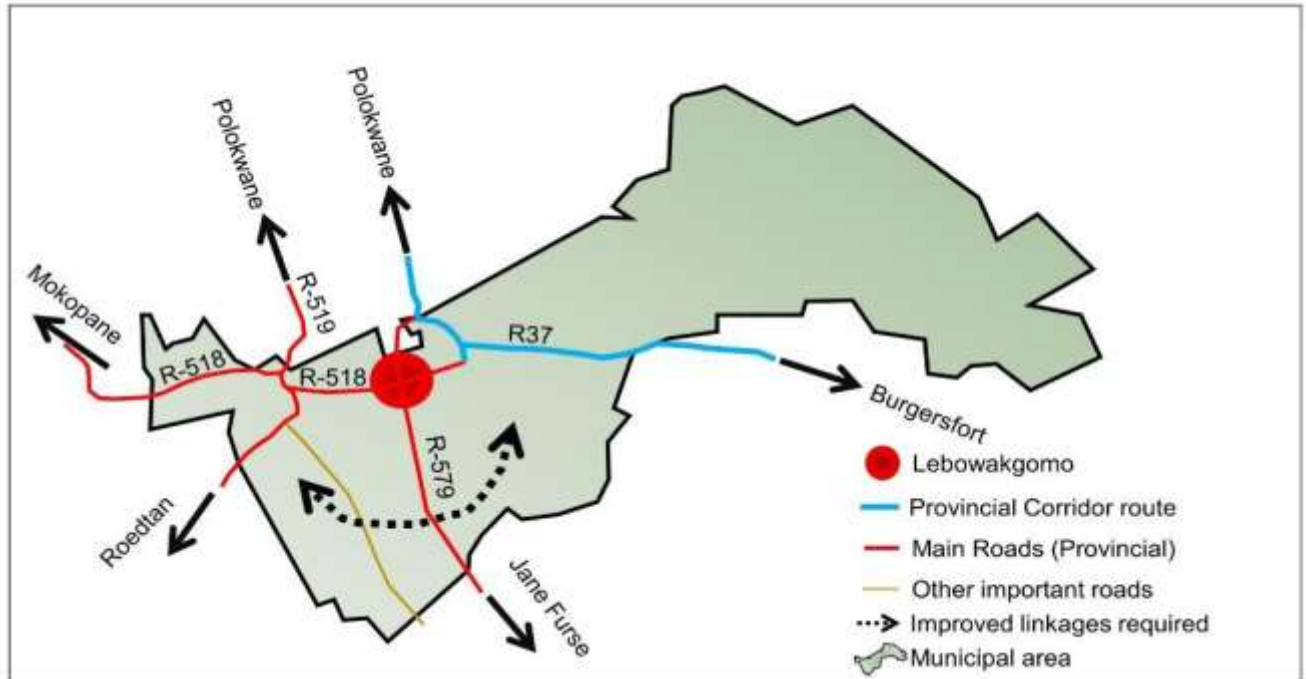 Polokwane
Polokwane
Mokopane
R-519
R-518
R-518
R37
Burgersfort
R-579
Roedtan
Jane Furse
Lebowakgomo
Provincial Corridor route
Main Roads (Provincial)
Other important roads
Improved linkages required
Municipal area